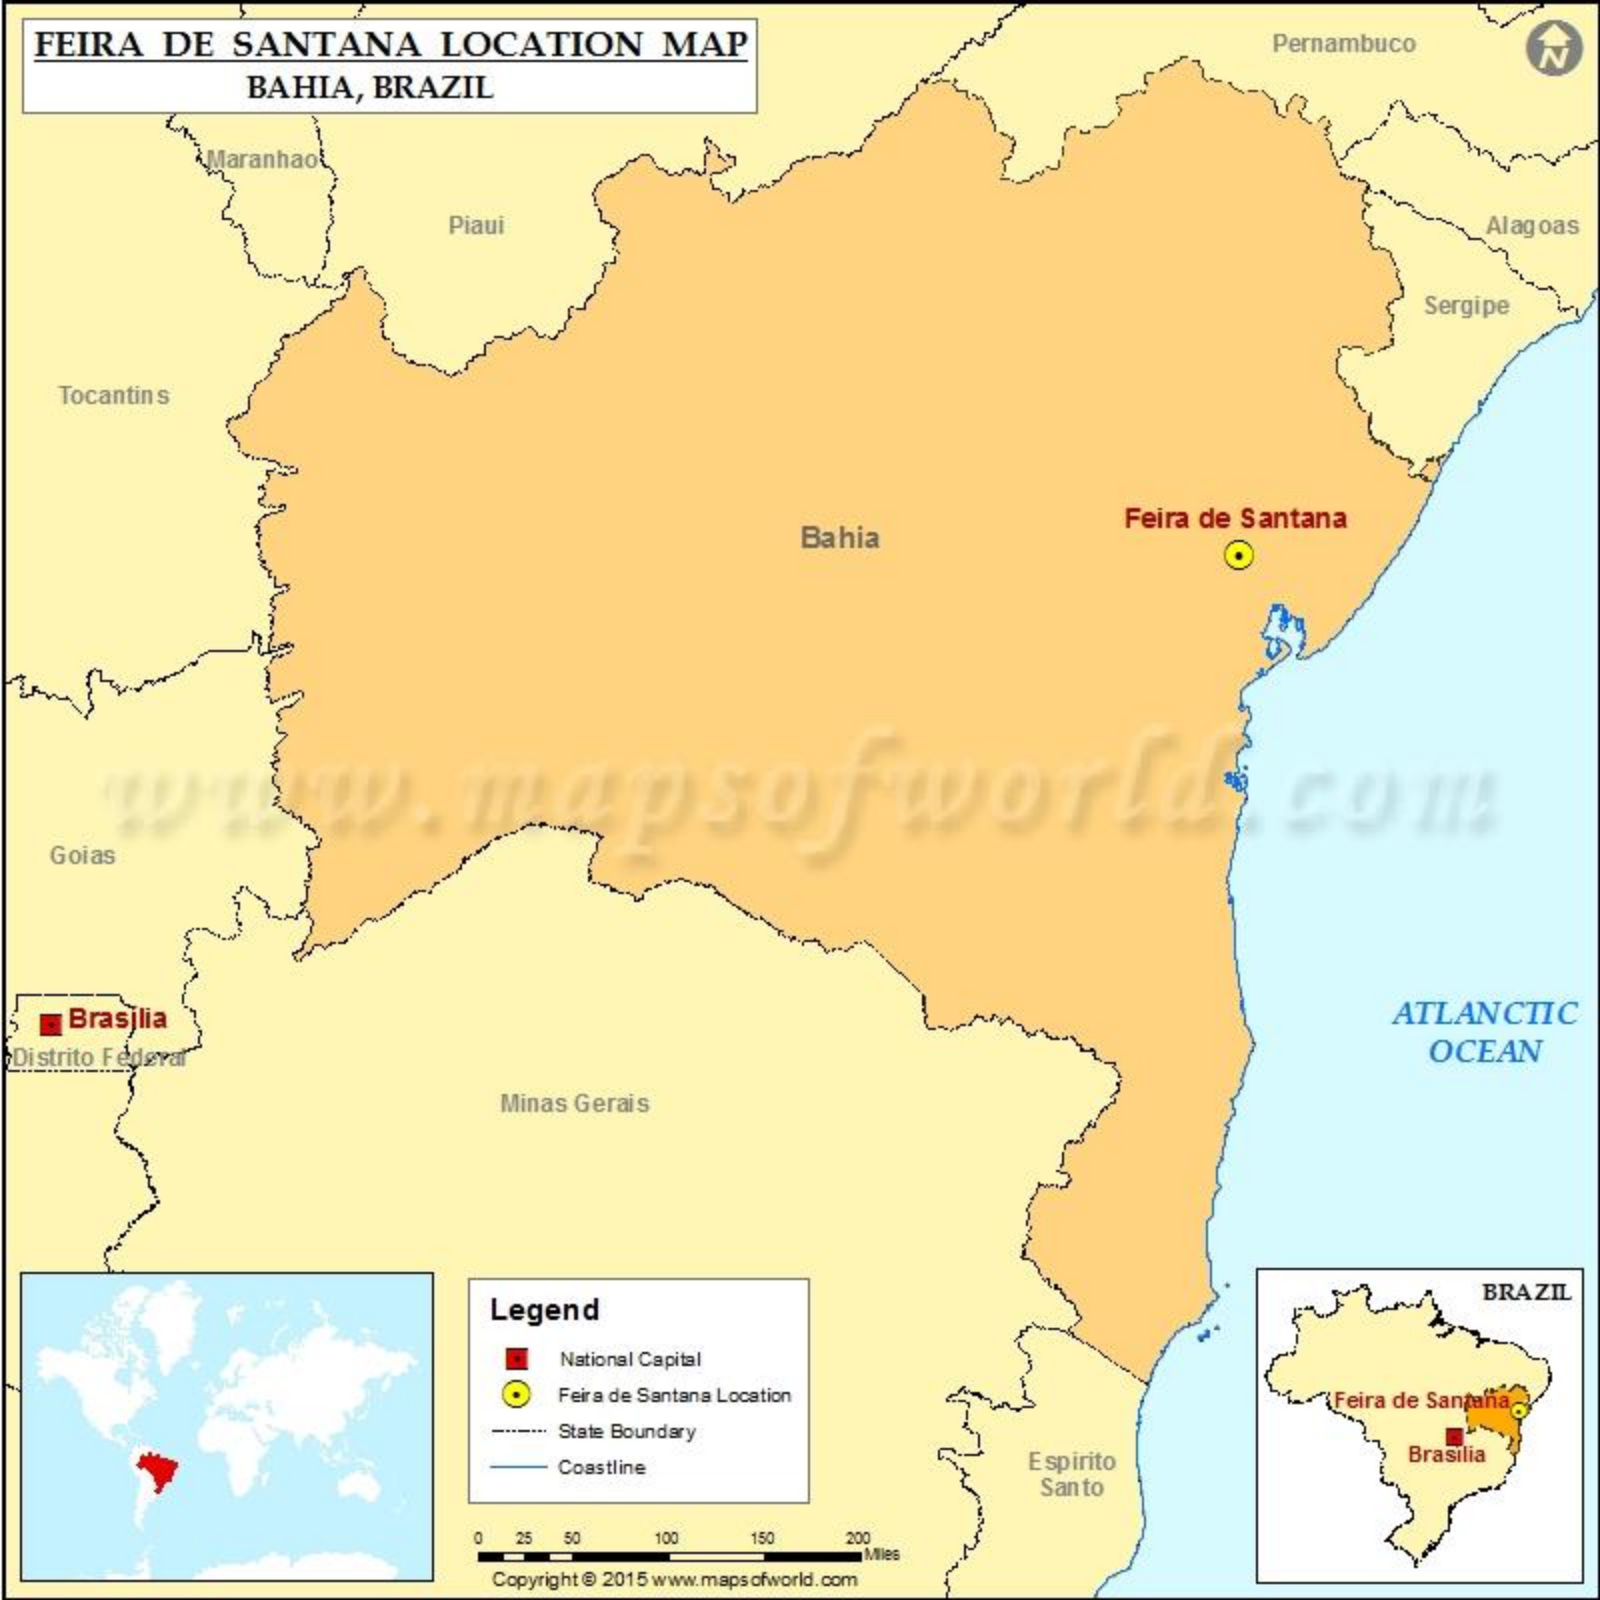 FEIRA DE SANTANA LOCATION MAP
BAHIA, BRAZIL
Pernambuco
N
Maranhao
Piaui
Alagoas
Sergipe
Tocantins
Feira de Santana
Bahia
www.mapsofworld.com
Goias
Brasilia
Distrito Federal
ATLANCTIC
OCEAN
Minas Gerais
Legend
National Capital
Feira de Santana Location
State Boundary
Coastline
BRAZIL
Feira de Santana
Brasilia
Espirito
Santo
0 25 50 100 150 200
Miles
Copyright © 2015 www.mapsofworld.com